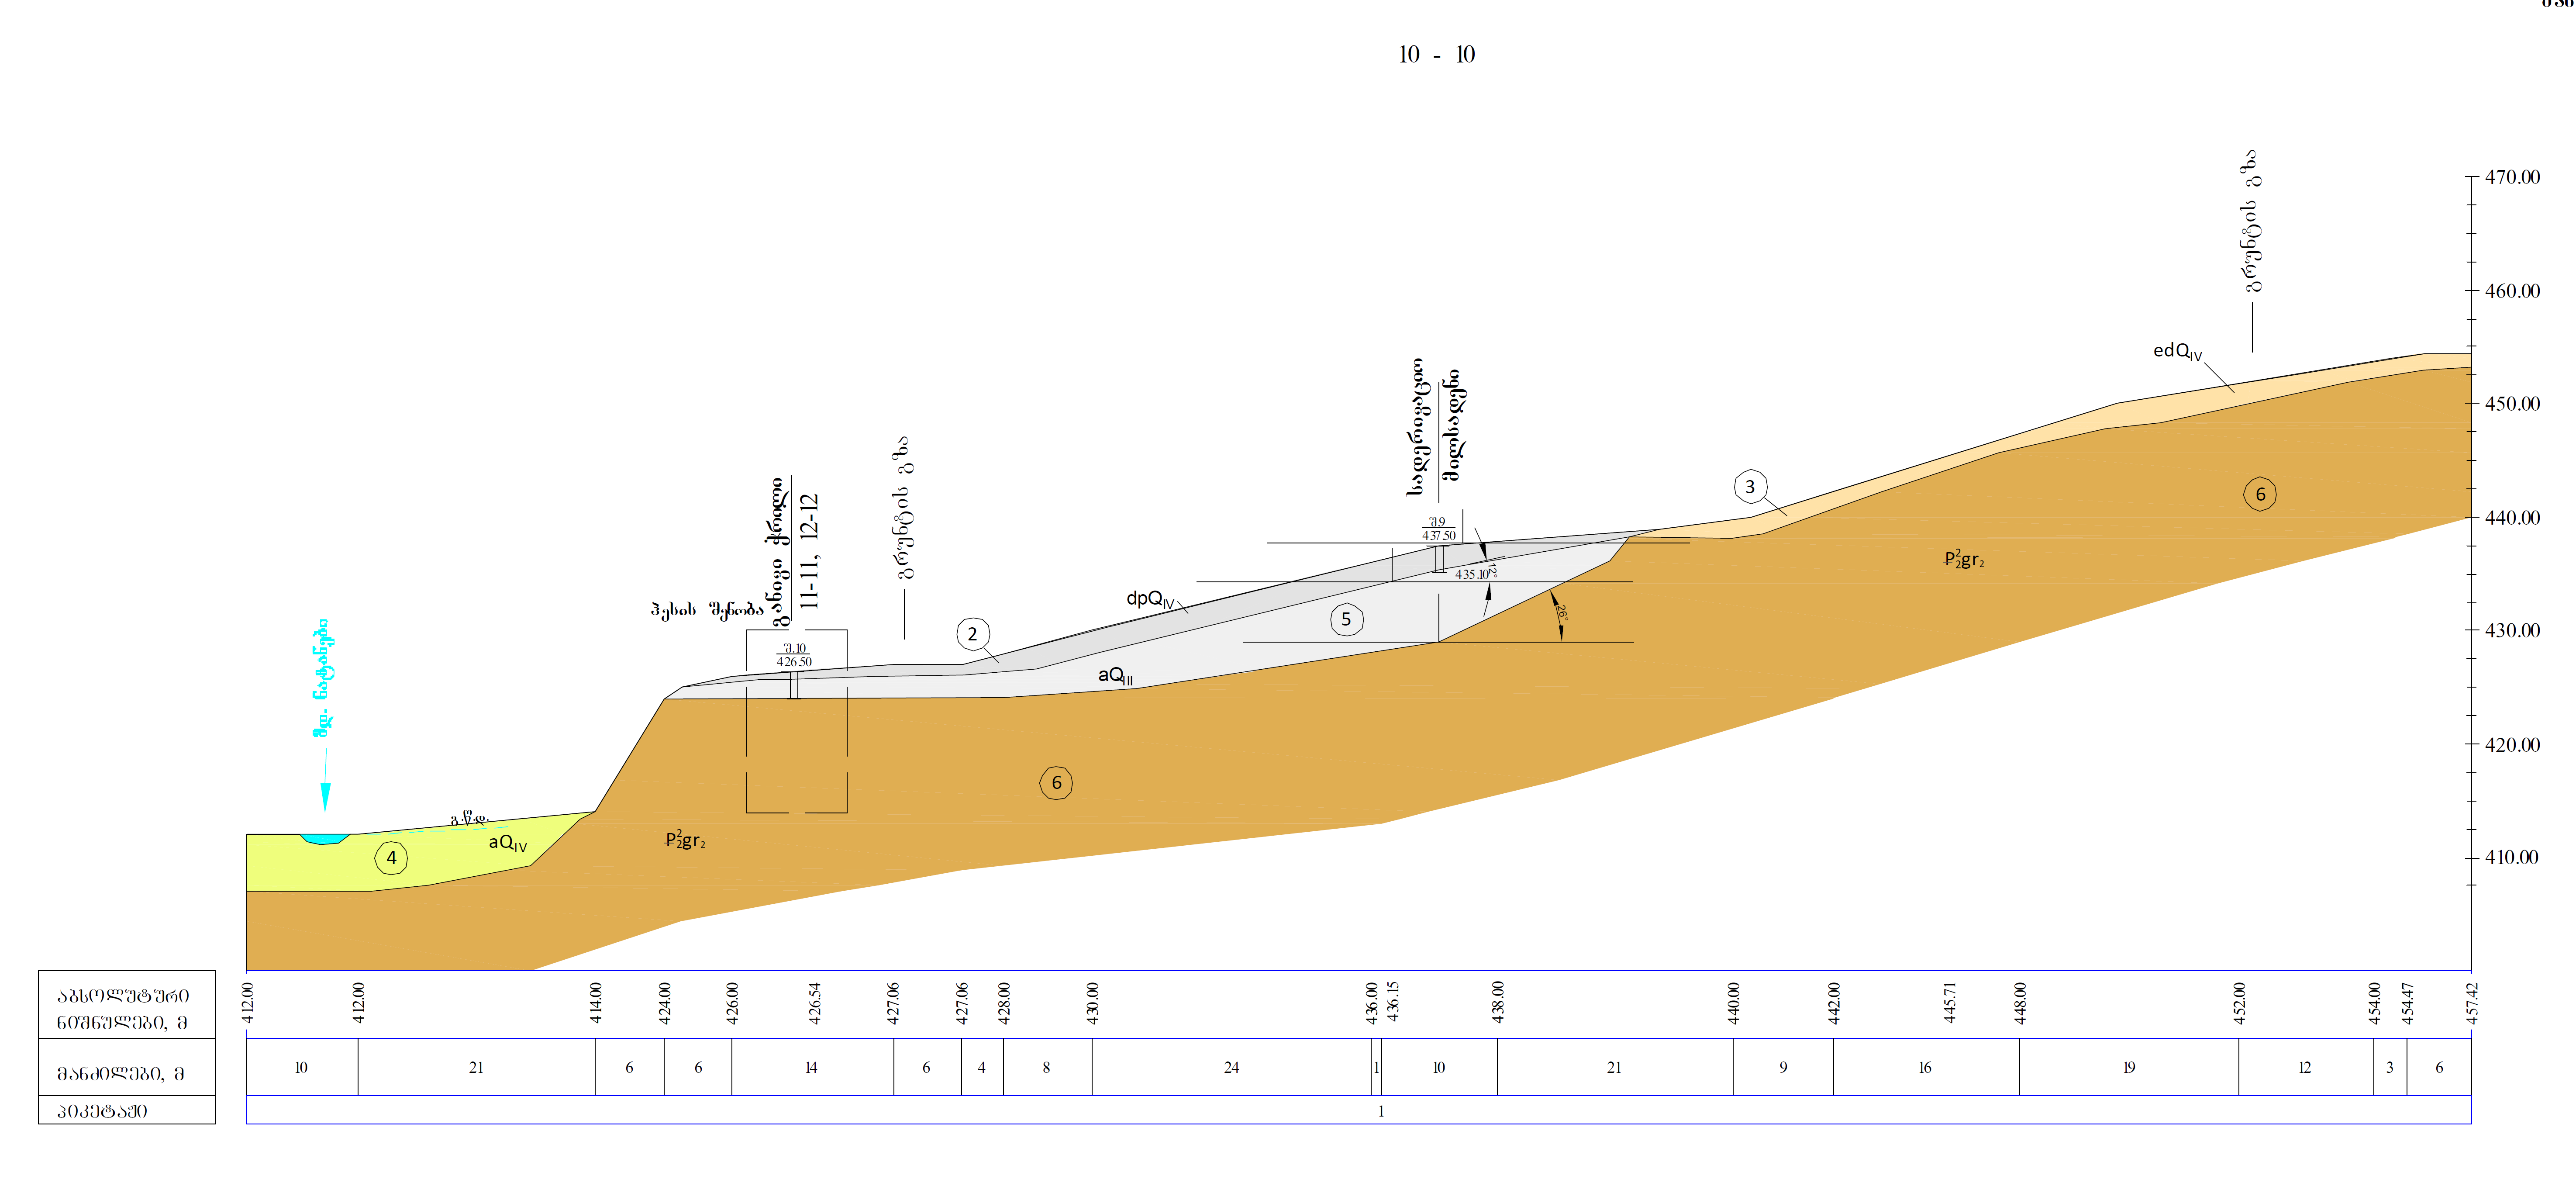 10 - 10
470.00
460.00
450.00
440.00
430.00
420.00
410.00
გრუნტის გზა
edQIV
3
6
P₂²gr₂
სადერივაციო
მილსადენი
შ.9
437.50
435.10
12°
26°
dpQIV
5
2
aQIII
გრუნტის გზა
განივი ჭრილი
11-11, 12-12
ჰესის შენობა
შ.10
426.50
6
P₂²gr₂
მდ. ნატანები
გ.წ.დ.
aQIV
4
აბსოლუტური
ნიშნულები, მ
412.00 412.00 414.00 424.00 426.00 426.54 427.06 427.06 428.00 430.00 436.00 436.15 438.00 440.00 442.00 445.71 448.00 452.00 454.00 454.47 457.42
მანძილები, მ
10 21 6 6 14 6 4 8 24 1 10 21 9 16 19 12 3 6
პიკეტაჟი
1